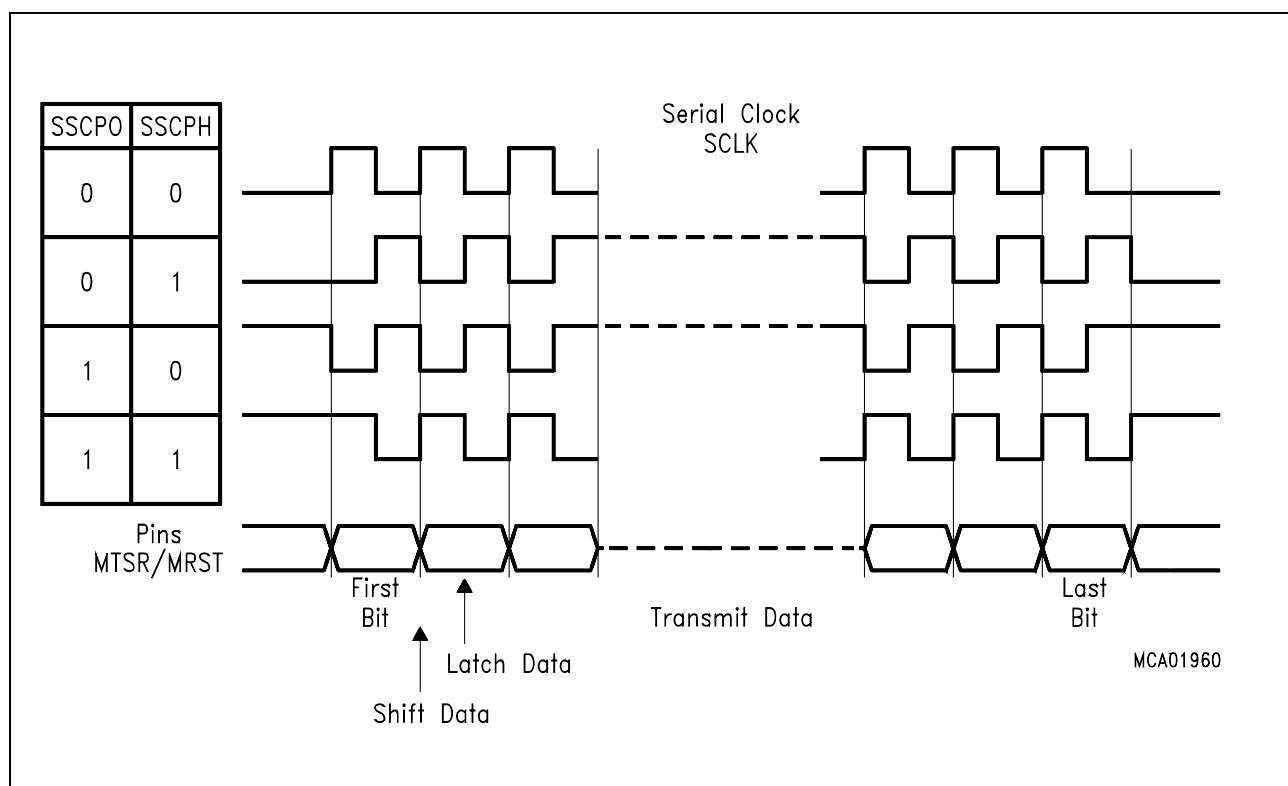 SSCPO SSCPH
0 0
0 1
1 0
1 1
Serial Clock
SCLK
Pins
MTSR/MRST
First
Bit
Latch Data
Shift Data
Transmit Data
Last
Bit
MCA01960